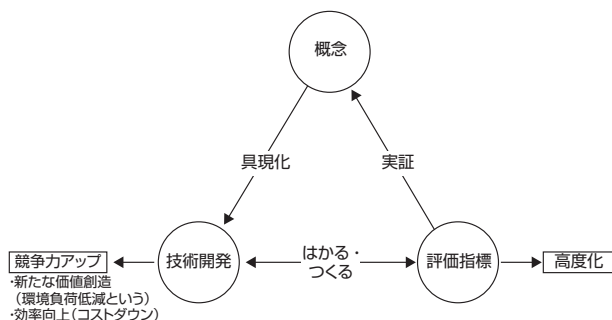 概念
具現化
実証
競争力アップ
技術開発
はかる・
つくる
評価指標
高度化
・新たな価値創造
（環境負荷低減という）
・効率向上（コストダウン）